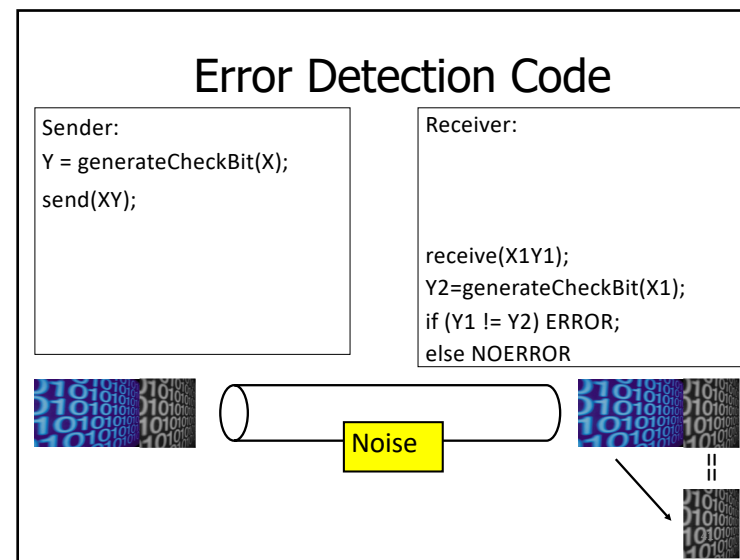 Error Detection Code
Sender:
Y = generateCheckBit(X);
send(XY);
Receiver:
receive(X1Y1);
Y2=generateCheckBit(X1);
if (Y1 != Y2) ERROR;
else NOERROR
Noise
=